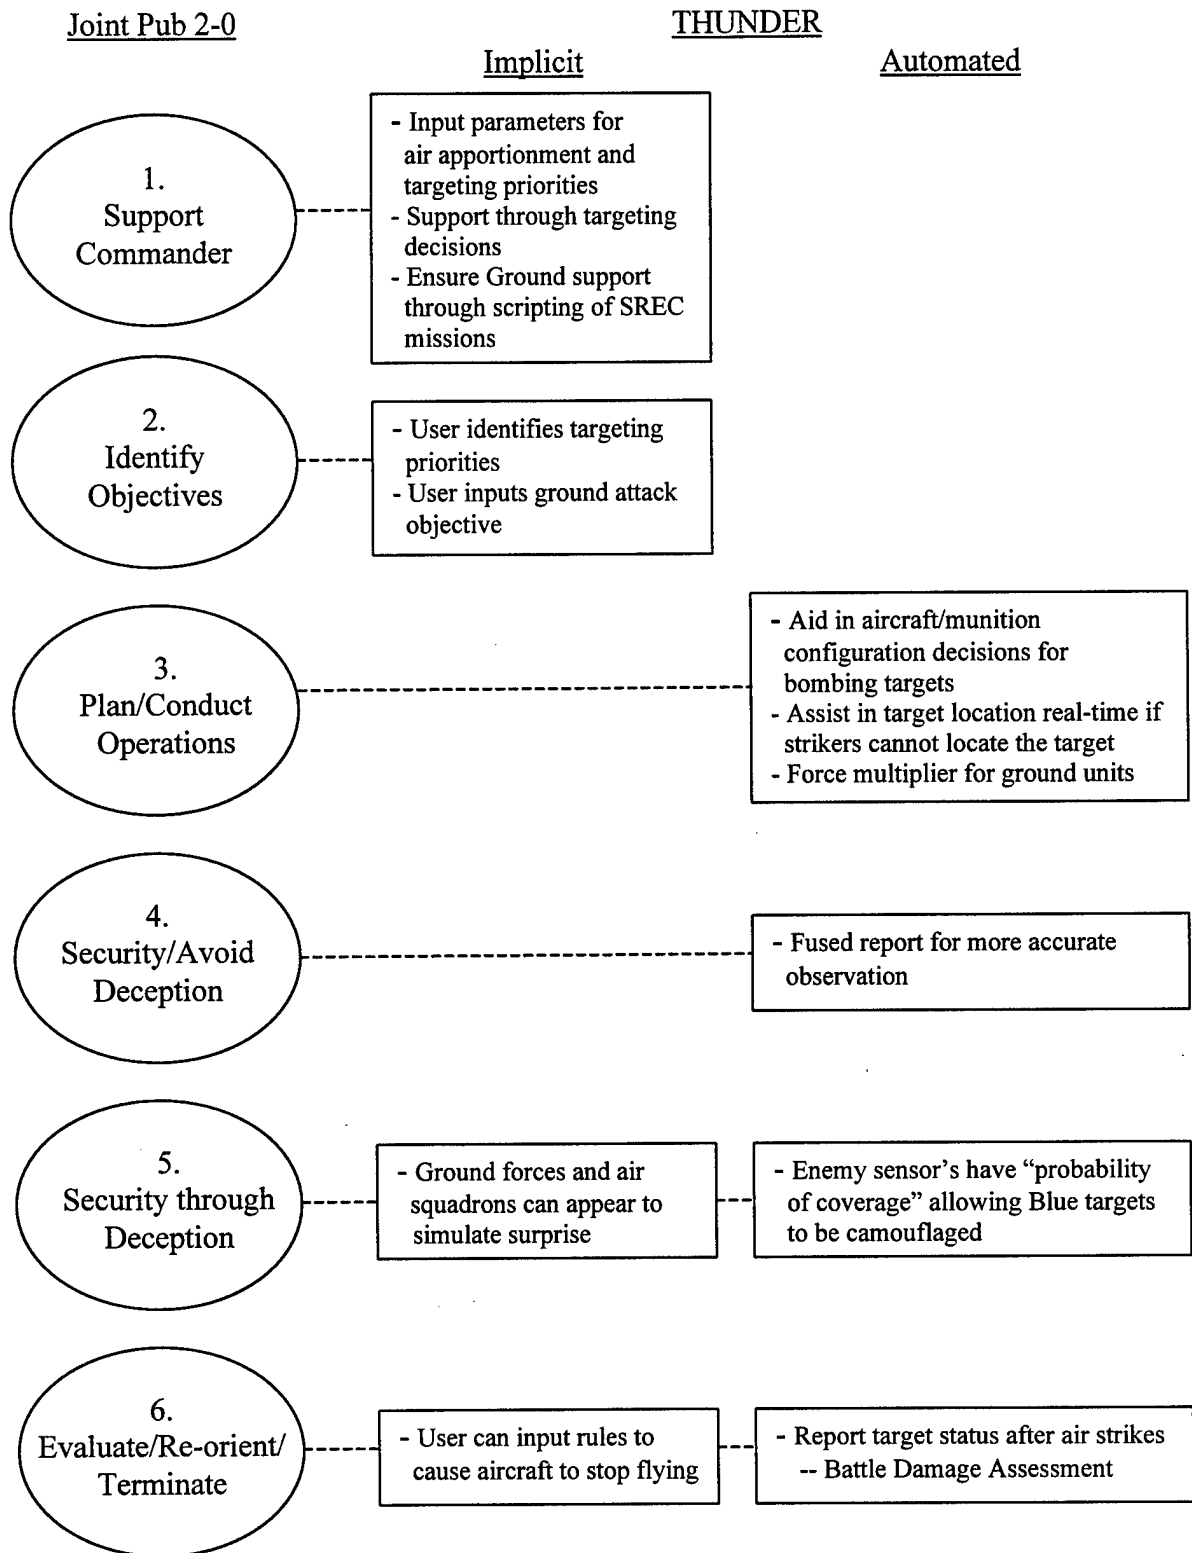 Joint Pub 2-0
THUNDER
Implicit
Automated
1.
Support
Commander
- Input parameters for
air apportionment and
targeting priorities
- Support through targeting
decisions
- Ensure Ground support
through scripting of SREC
missions
2.
Identify
Objectives
- User identifies targeting
priorities
- User inputs ground attack
objective
3.
Plan/Conduct
Operations
- Aid in aircraft/munition
configuration decisions for
bombing targets
- Assist in target location real-time if
strikers cannot locate the target
- Force multiplier for ground units
4.
Security/Avoid
Deception
- Fused report for more accurate
observation
5.
Security through
Deception
- Ground forces and air
squadrons can appear to
simulate surprise
- Enemy sensor's have “probability
of coverage” allowing Blue targets
to be camouflaged
6.
Evaluate/Re-orient/
Terminate
- User can input rules to
cause aircraft to stop flying
- Report target status after air strikes
-- Battle Damage Assessment